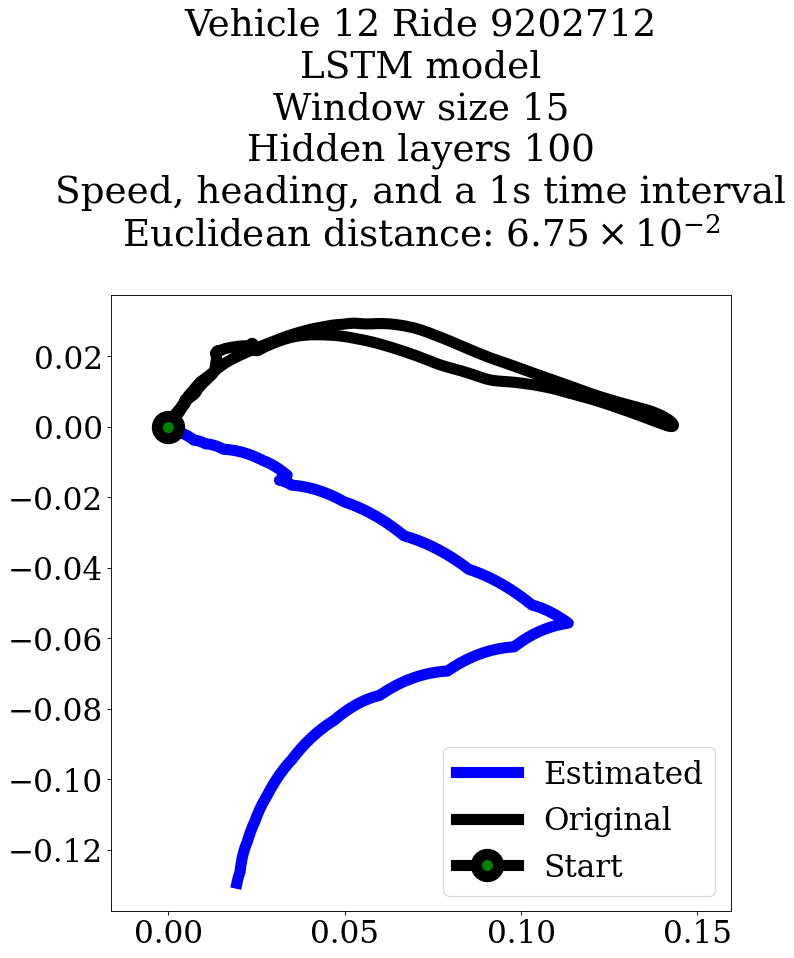 Vehicle 12 Ride 9202712
LSTM model
Window size 15
Hidden layers 100
Speed, heading, and a 1s time interval
Euclidean distance: 6.75 × 10⁻²
0.02
0.00
−0.02
−0.04
−0.06
−0.08
−0.10
−0.12
Estimated
Original
Start
0.00 0.05 0.10 0.15